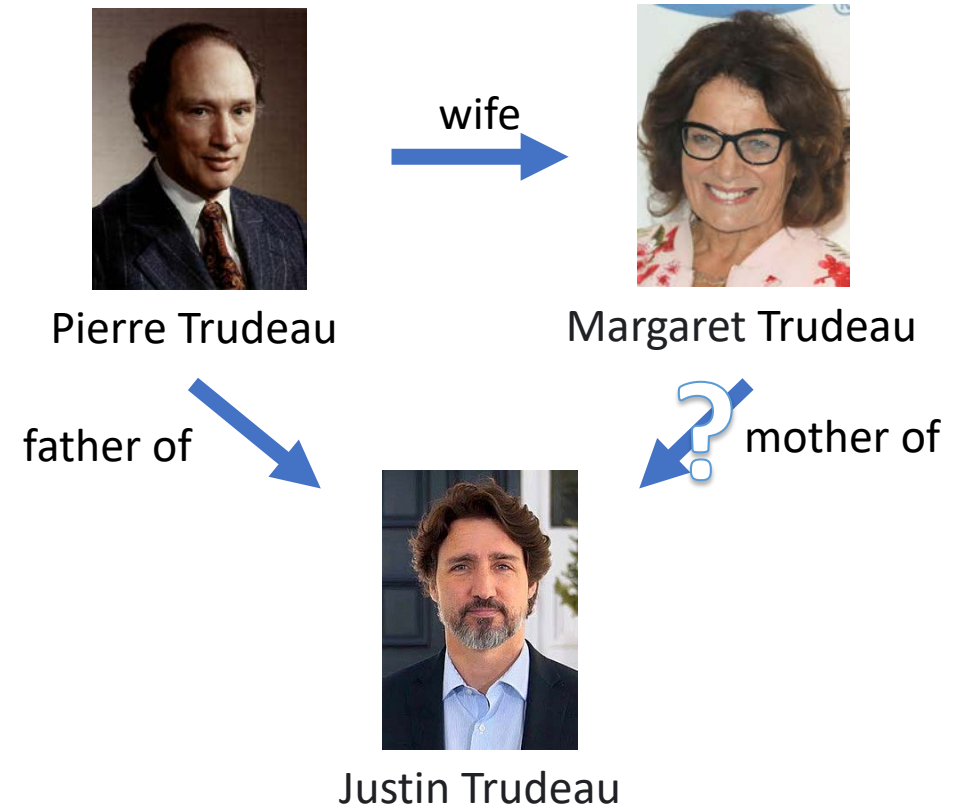 wife
Pierre Trudeau
Margaret Trudeau
father of
?
mother of
Justin Trudeau